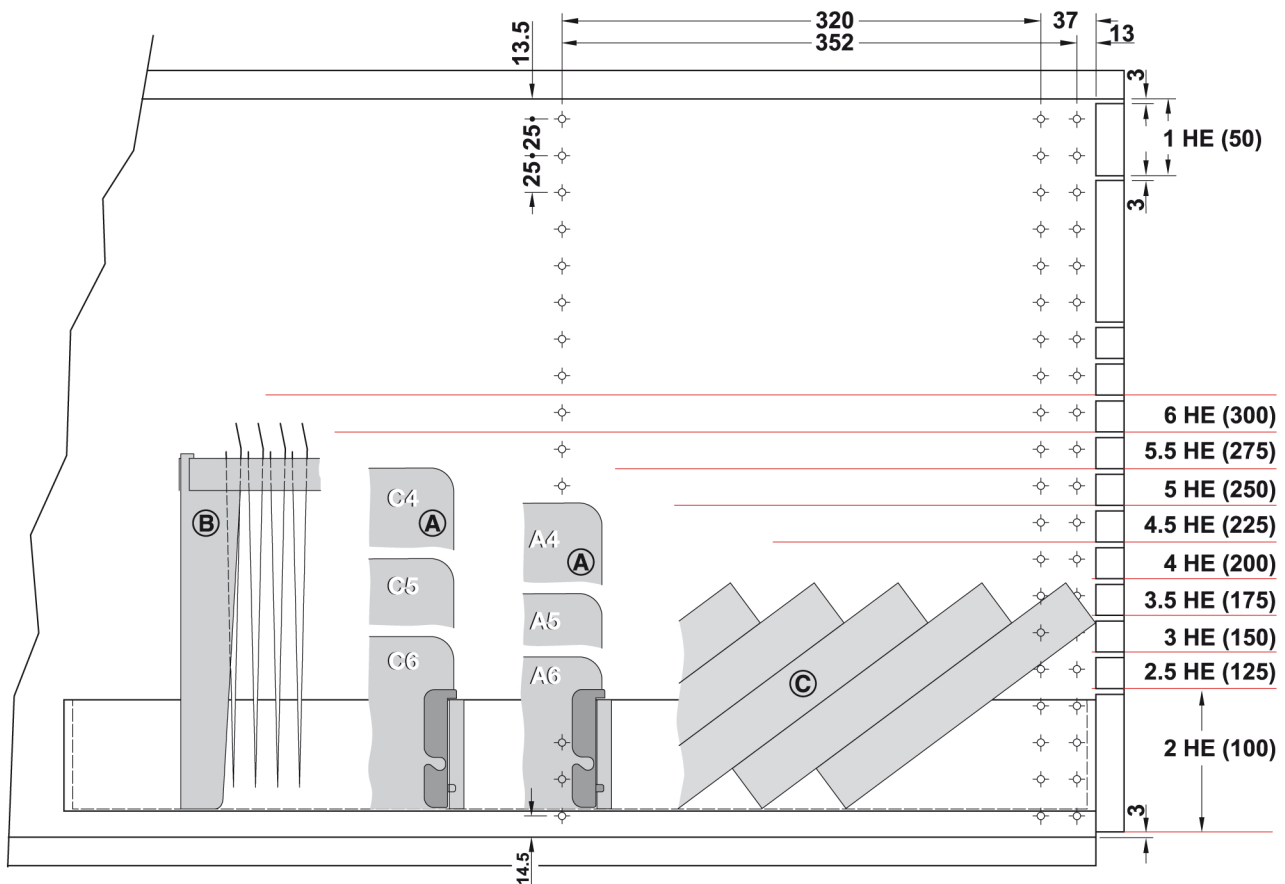 320
37
352
13
13.5
3
25
25
1 HE (50)
3
6 HE (300)
5.5 HE (275)
C4
A
B
5 HE (250)
A4
A
4.5 HE (225)
4 HE (200)
C5
3.5 HE (175)
A5
3 HE (150)
C6
A6
C
2.5 HE (125)
2 HE (100)
3
14.5